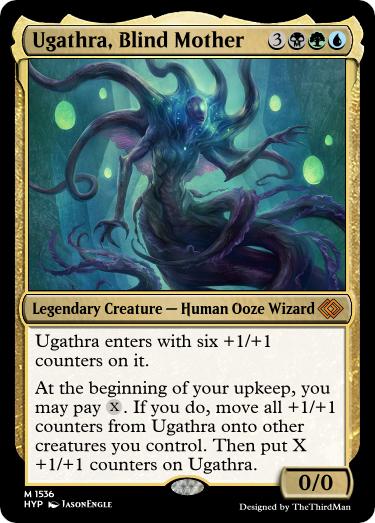 Ugathra, Blind Mother 3
Legendary Creature — Human Ooze Wizard
Ugathra enters with six +1/+1
counters on it.
At the beginning of your upkeep, you
may pay X. If you do, move all +1/+1
counters from Ugathra onto other
creatures you control. Then put X
+1/+1 counters on Ugathra.
0/0
M 1536
HYP JASONENGLE
Designed by TheThirdMan